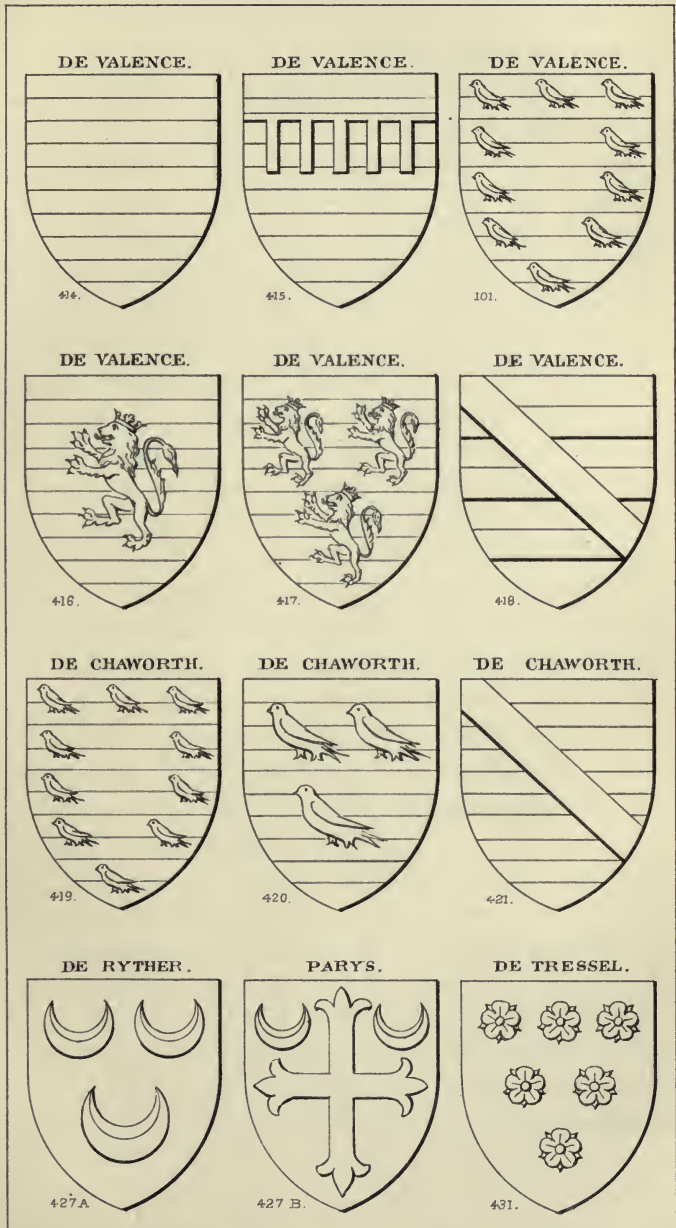 DE VALENCE. DE VALENCE. DE VALENCE.
414. 415. 101.
DE VALENCE. DE VALENCE. DE VALENCE.
416. 417. 418.
DE CHAWORTH. DE CHAWORTH. DE CHAWORTH.
419. 420. 421.
DE RYTHER. PARYS. DE TRESSEL.
427A 427 B. 431.